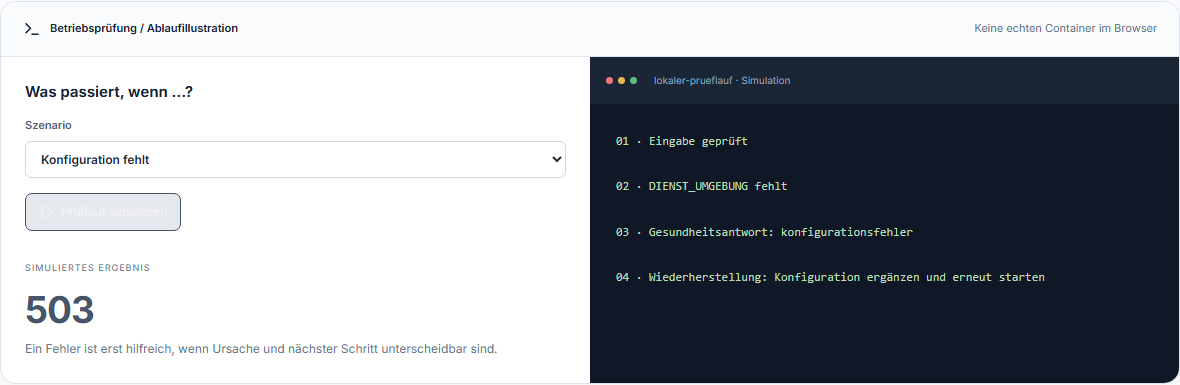 Betriebsprüfung / Ablaufillustration
Keine echten Container im Browser
Was passiert, wenn ...?
Szenario
Konfiguration fehlt
Prüflauf simulieren
SIMULIERTES ERGEBNIS
503
Ein Fehler ist erst hilfreich, wenn Ursache und nächster Schritt unterscheidbar sind.
lokaler-prueflauf · Simulation
01 · Eingabe geprüft
02 · DIENST_UMGEBUNG fehlt
03 · Gesundheitsantwort: konfigurationsfehler
04 · Wiederherstellung: Konfiguration ergänzen und erneut starten